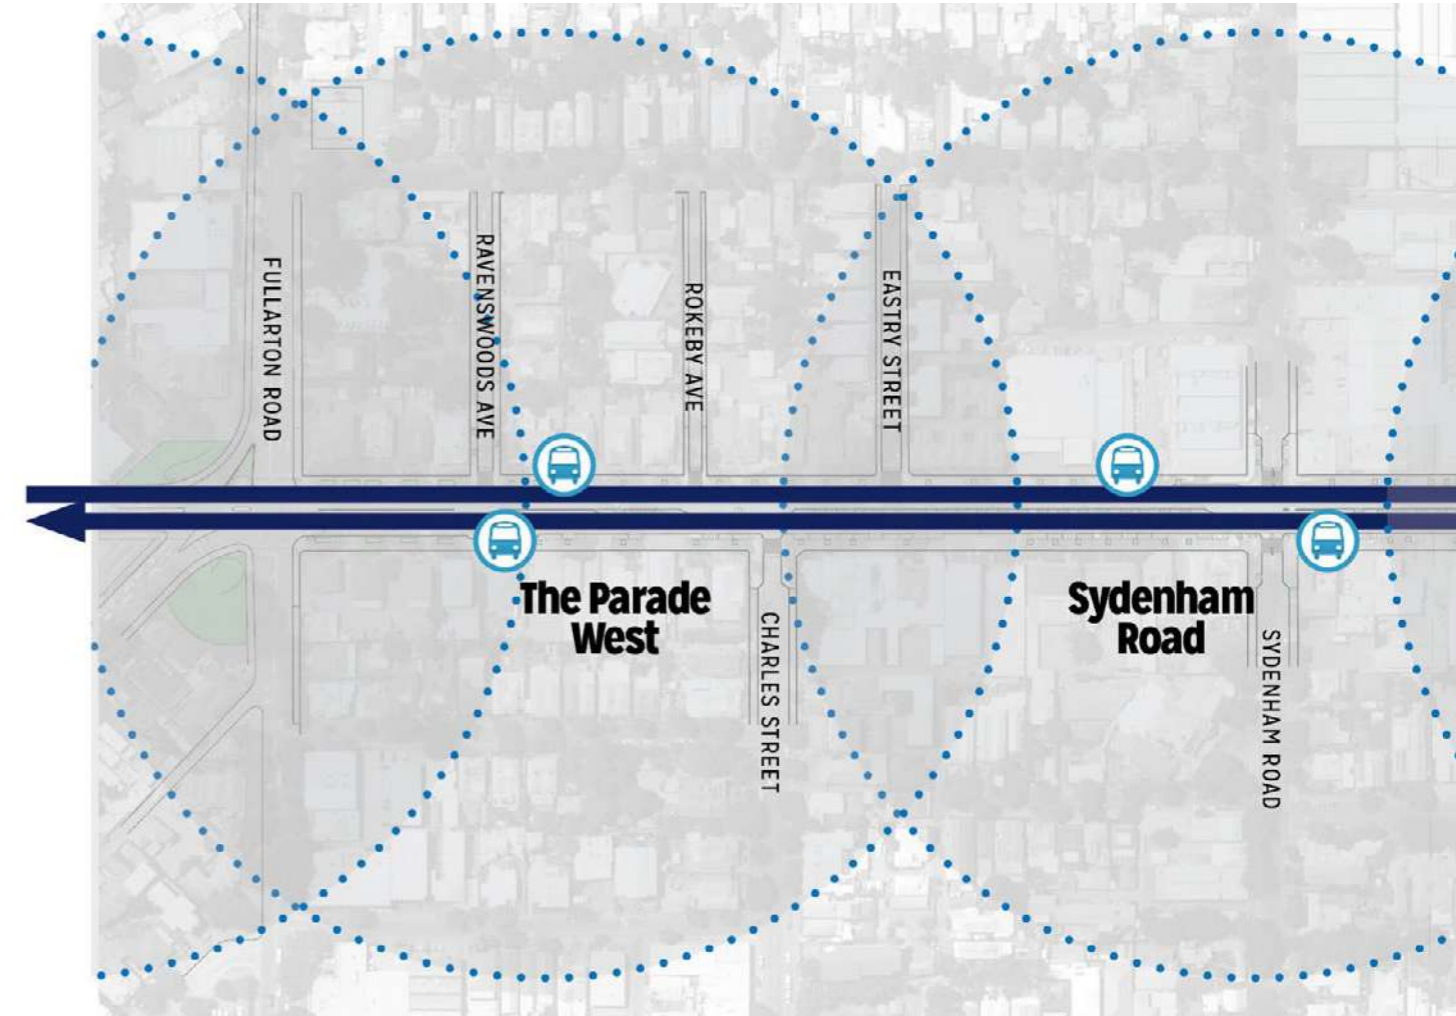 FULLARTON ROAD
RAVENSWOODS AVE
ROKEBY AVE
EASTRY STREET
The Parade
West
CHARLES STREET
Sydenham
Road
SYDENHAM ROAD